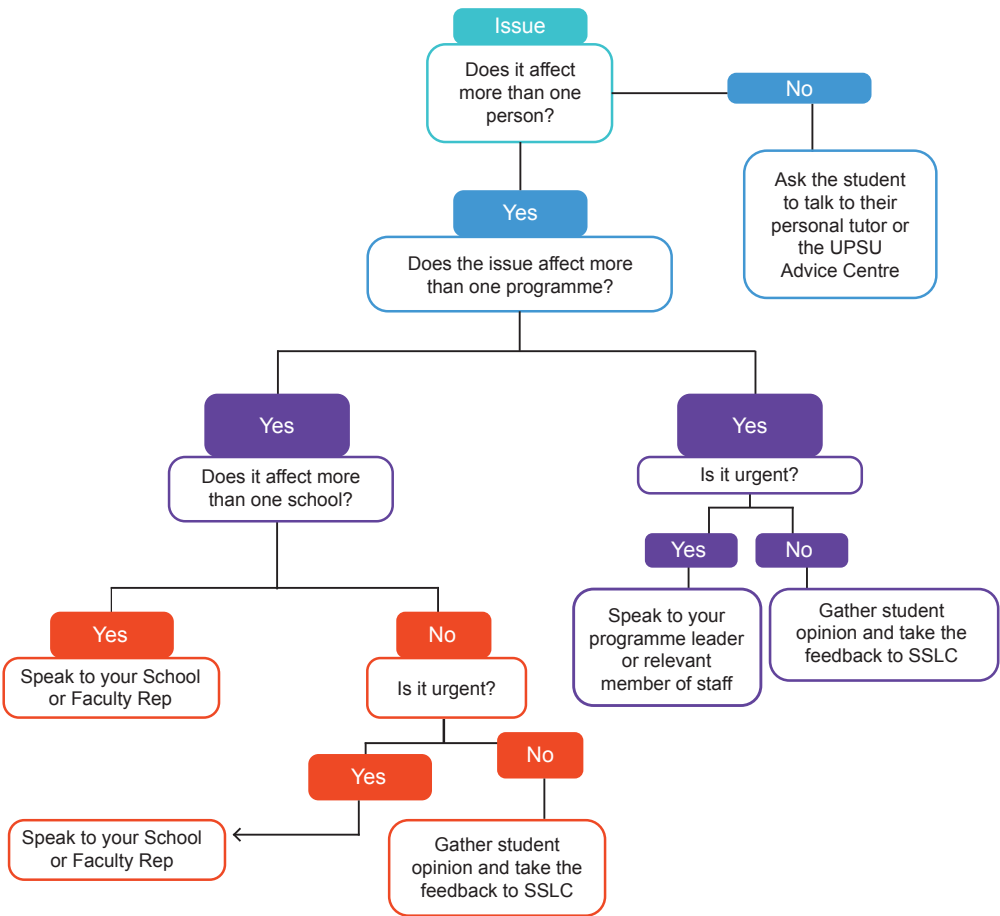 Issue
Does it affect
more than one
person?
No
Ask the student
to talk to their
personal tutor or
the UPSU
Advice Centre
Yes
Does the issue affect more
than one programme?
Yes
Does it affect more
than one school?
Yes
Is it urgent?
Yes
No
Speak to your
programme leader
or relevant
member of staff
Gather student
opinion and take the
feedback to SSLC
Yes
Speak to your School
or Faculty Rep
No
Is it urgent?
Yes
No
Speak to your School
or Faculty Rep
Gather student
opinion and take the
feedback to SSLC